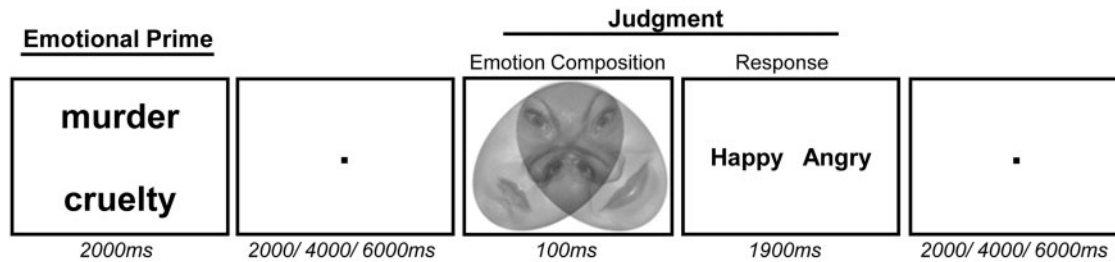 Judgment
Emotional Prime
Emotion Composition
Response
murder
cruelty
Happy Angry
2000ms
2000/ 4000/ 6000ms
100ms
1900ms
2000/ 4000/ 6000ms